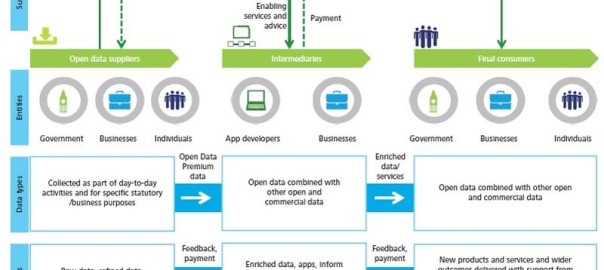 Su
Enabling
services and
advice
Payment
Open data suppliers
Intermediaries
Final consumers
Entities
Government
Businesses
Individuals
App developers
Businesses
Government
Businesses
Individuals
Data types
Collected as part of day-to-day
activities and for specific statutory
/business purposes
Open Data
Premium
data
Open data combined with
other open and
commercial data
Enriched
data/
services
Open data combined with other open
and commercial data
Feedback,
payment
Enriched data, apps, inform
Feedback,
payment
New products and services and wider
outcomes delivered with support from
Raw data, refined data